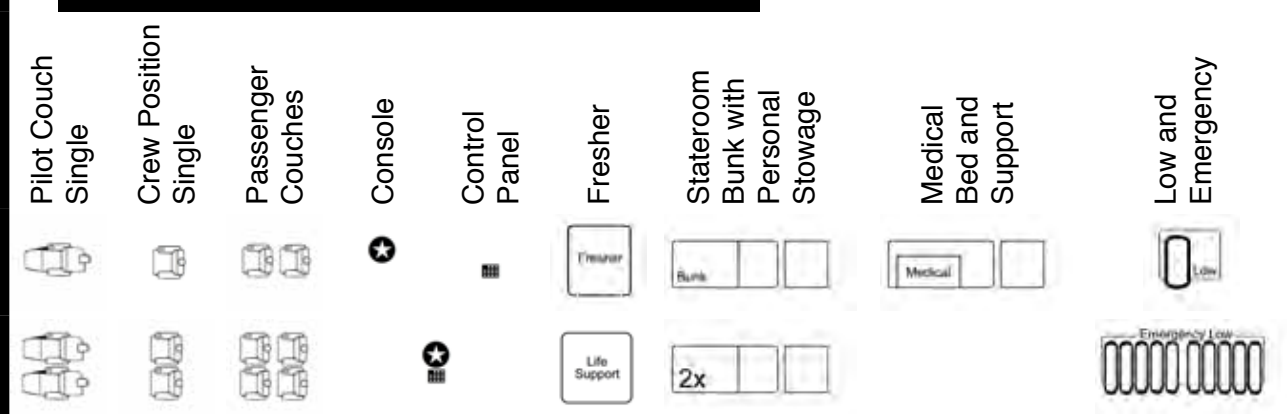 Pilot Couch
Single
Crew Position
Single
Passenger
Couches
Console
Control
Panel
Fresher
Stateroom
Bunk with
Personal
Stowage
Medical
Bed and
Support
Low and
Emergency
Fresher
Bunk
Medical
Low
Life
Support
2x
Emergency Low